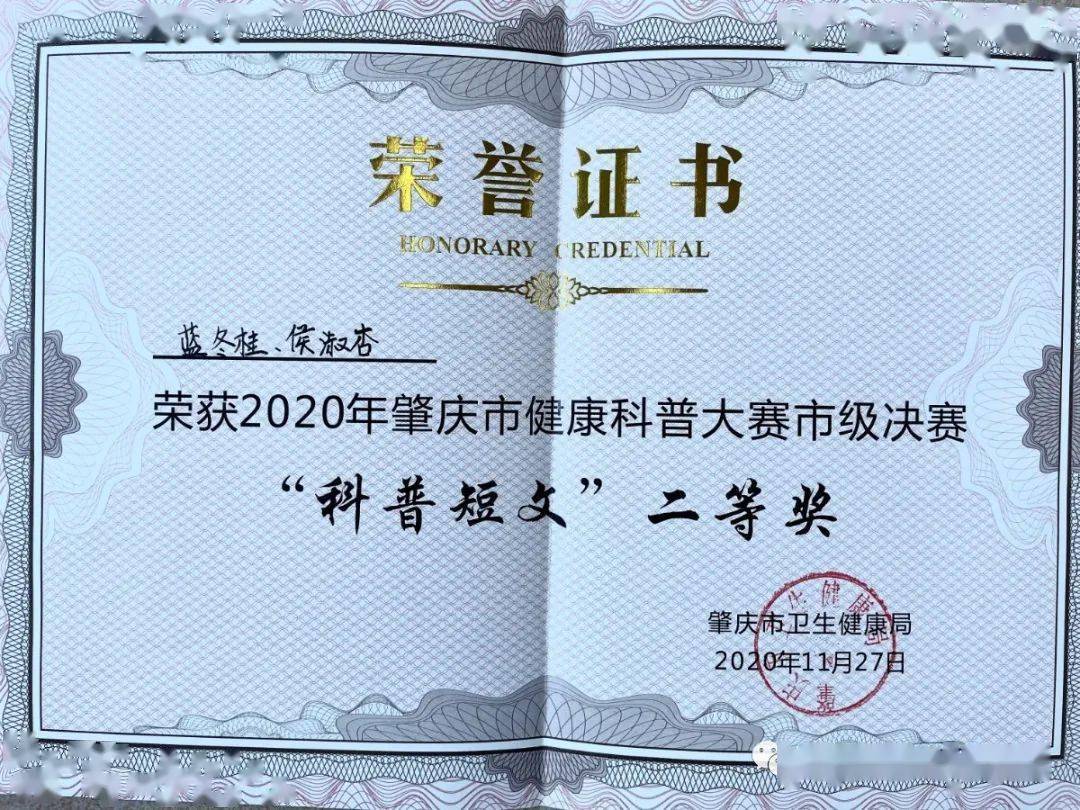 荣誉证书
HONORARY CREDENTIAL
蓝冬桂、侯淑杏
荣获2020年肇庆市健康科普大赛市级决赛
“科普短文”二等奖
肇庆市卫生健康局
2020年11月27日